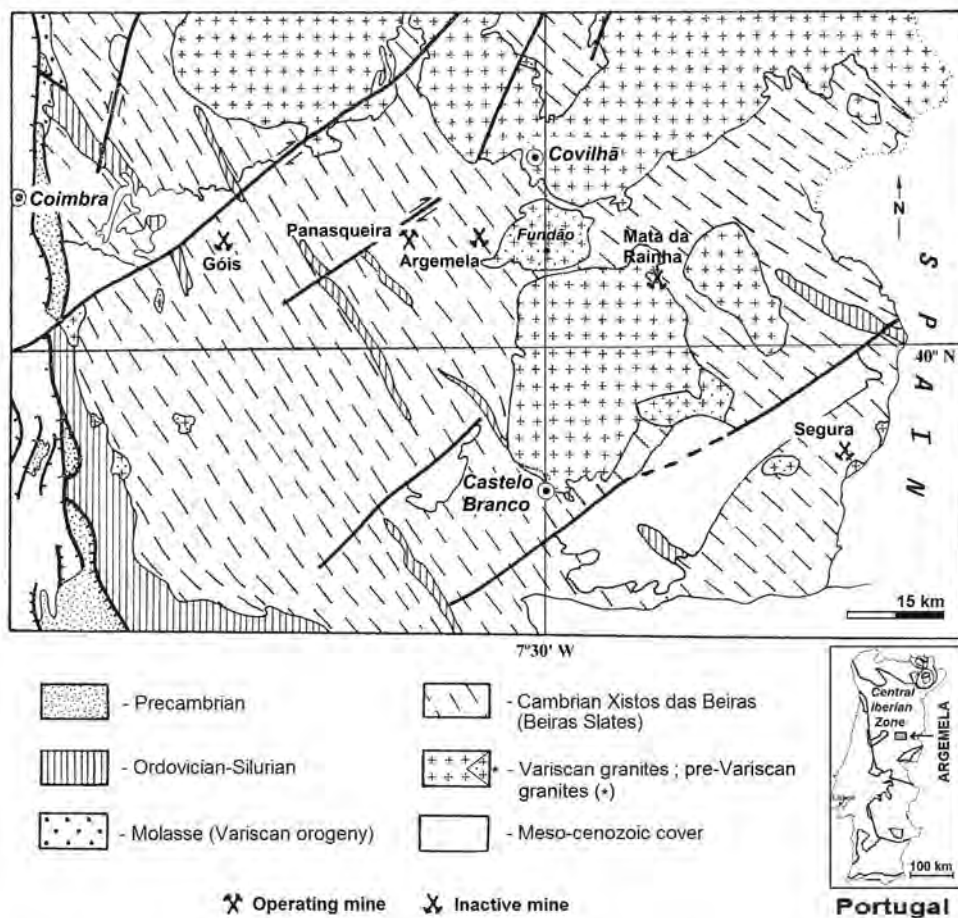 Covilhã
Coimbra
N
Panasqueira
Fundão
Góis
Argemela
Mata da
Rainha
S P A I N
40° N
Segura
Castelo
Branco
15 km
7°30' W
- Precambrian
- Cambrian Xistos das Beiras
(Beiras Slates)
- Ordovician-Silurian
* - Variscan granites ; pre-Variscan
granites (*)
- Molasse (Variscan orogeny)
- Meso-cenozoic cover
Operating mine
Inactive mine
Central
Iberian
Zone
ARGEMELA
100 km
Portugal